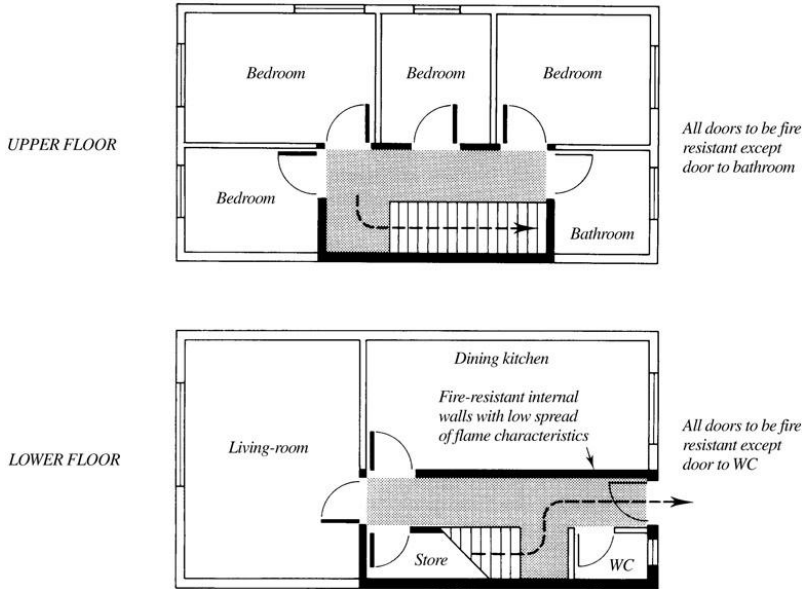 Bedroom
Bedroom
Bedroom
UPPER FLOOR
All doors to be fire
resistant except
door to bathroom
Bedroom
Bathroom
Dining kitchen
Fire-resistant internal
walls with low spread
of flame characteristics
Living-room
LOWER FLOOR
All doors to be fire
resistant except
door to WC
Store
WC